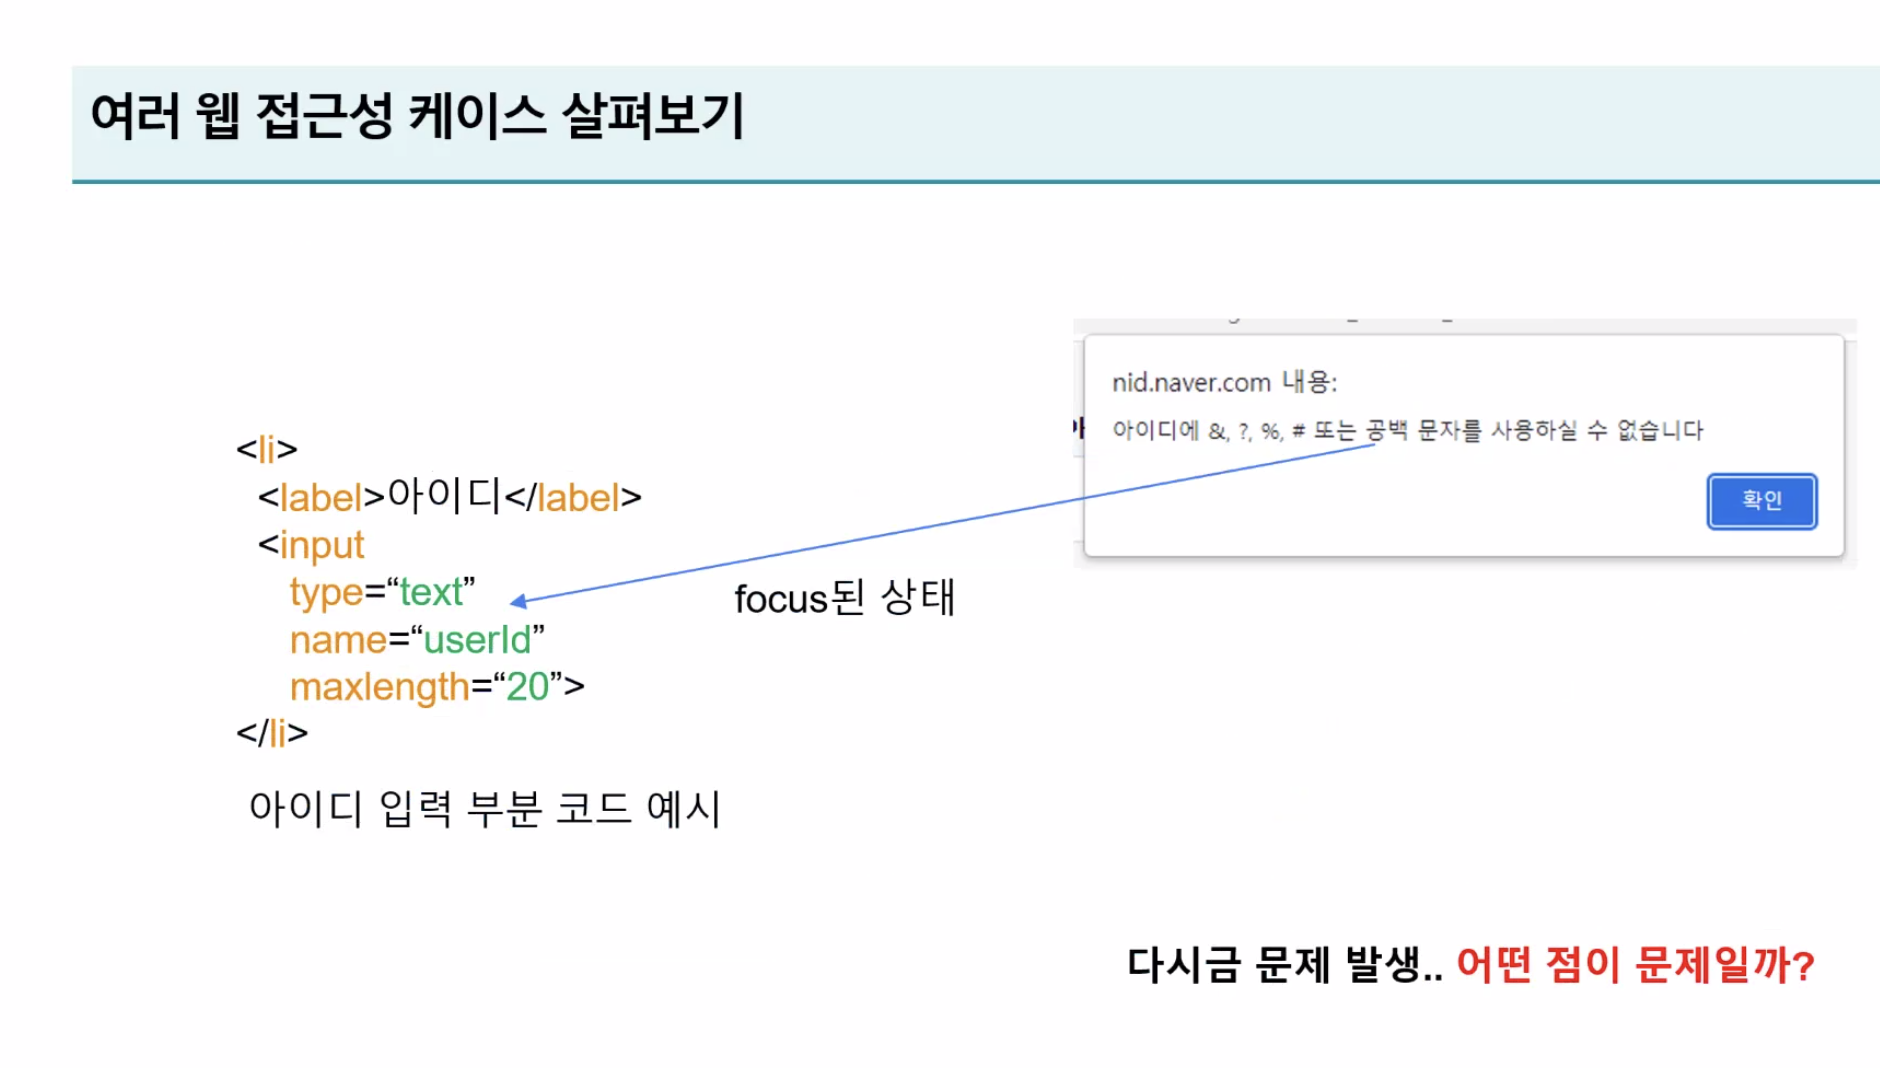 여러 웹 접근성 케이스 살펴보기
<li>
<label>아이디</label>
<input
type=“text”
name=“userId”
maxlength=“20”>
</li>
아이디 입력 부분 코드 예시
focus된 상태
nid.naver.com 내용:
아이디에 &, ?, %, # 또는 공백 문자를 사용하실 수 없습니다
확인
다시금 문제 발생.. 어떤 점이 문제일까?